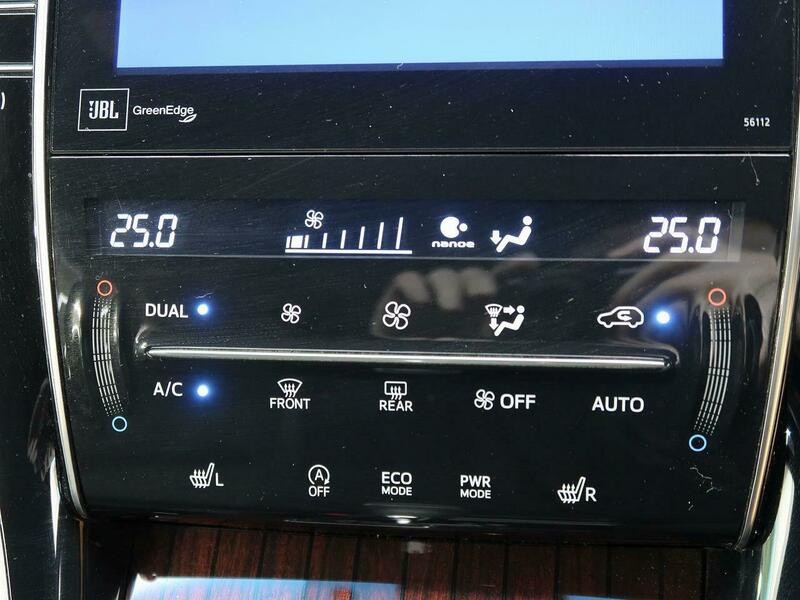 )
JBL GreenEdge
56112
25.0 nanoe 25.0
DUAL
A/C FRONT REAR OFF AUTO
L A OFF ECO MODE PWR MODE R